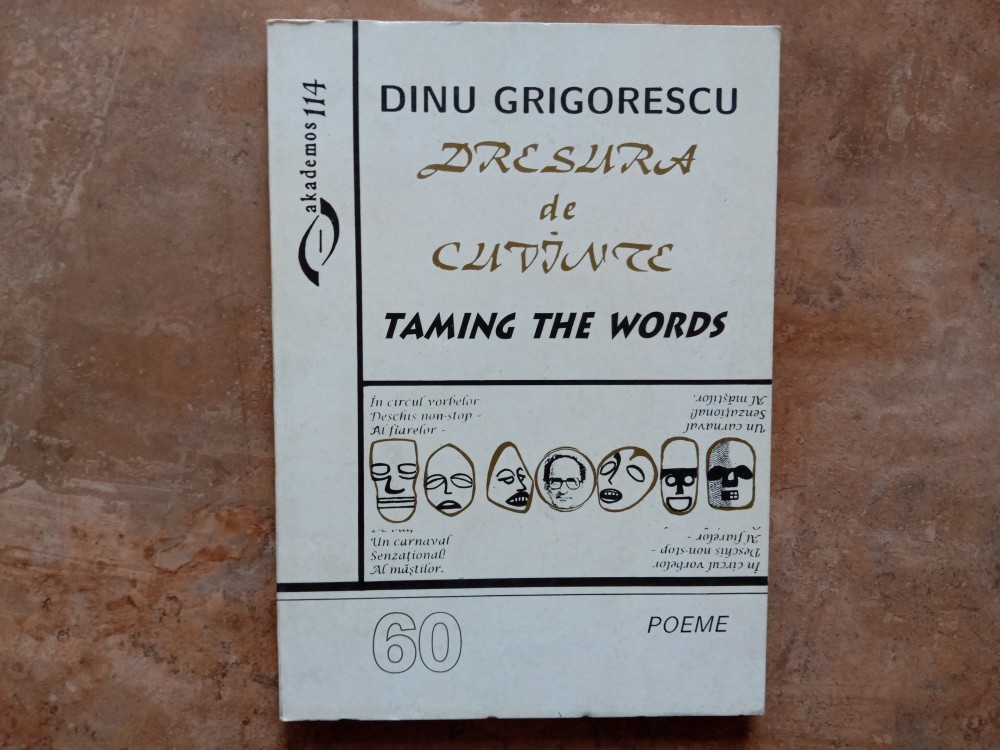 akademos 114
DINU GRIGORESCU
DRESURA
de
CUVINTE
TAMING THE WORDS
În circul vorbelor
Deschis non-stop -
Al fiarelor -
Un carnaval
Senzațional!
Al măștilor.
Un carnaval
Senzațional!
Al măștilor.
În circul vorbelor
Deschis non-stop -
Al fiarelor -
60
POEME